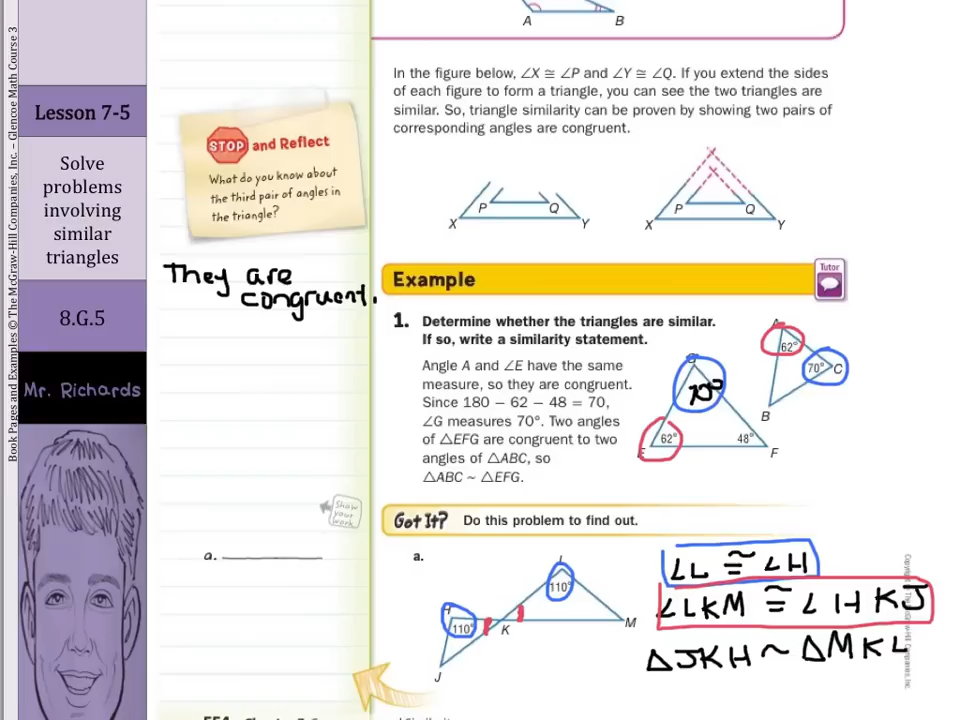 A
B
In the figure below, ∠X ≅ ∠P and ∠Y ≅ ∠Q. If you extend the sides
of each figure to form a triangle, you can see the two triangles are
similar. So, triangle similarity can be proven by showing two pairs of
corresponding angles are congruent.
Book Pages and Examples © The McGraw-Hill Companies, Inc. – Glencoe Math Course 3
Lesson 7-5
Solve
problems
involving
similar
triangles
8.G.5
Mr. Richards
STOP and Reflect
What do you know about
the third pair of angles in
the triangle?
They are
congruent.
P Q
X Y
P Q
X Y
Example
Tutor
1. Determine whether the triangles are similar.
If so, write a similarity statement.
Angle A and ∠E have the same
measure, so they are congruent.
Since 180 − 62 − 48 = 70,
∠G measures 70°. Two angles
of △EFG are congruent to two
angles of △ABC, so
△ABC ~ △EFG.
A
62°
70° C
B
G
70°
62° 48°
E F
Show
your
work
Got It? Do this problem to find out.
a.
a.
L
110°
H
110°
K
M
J
∠L ≅ ∠H
∠LKM ≅ ∠HKJ
△JKH ~ △MKL